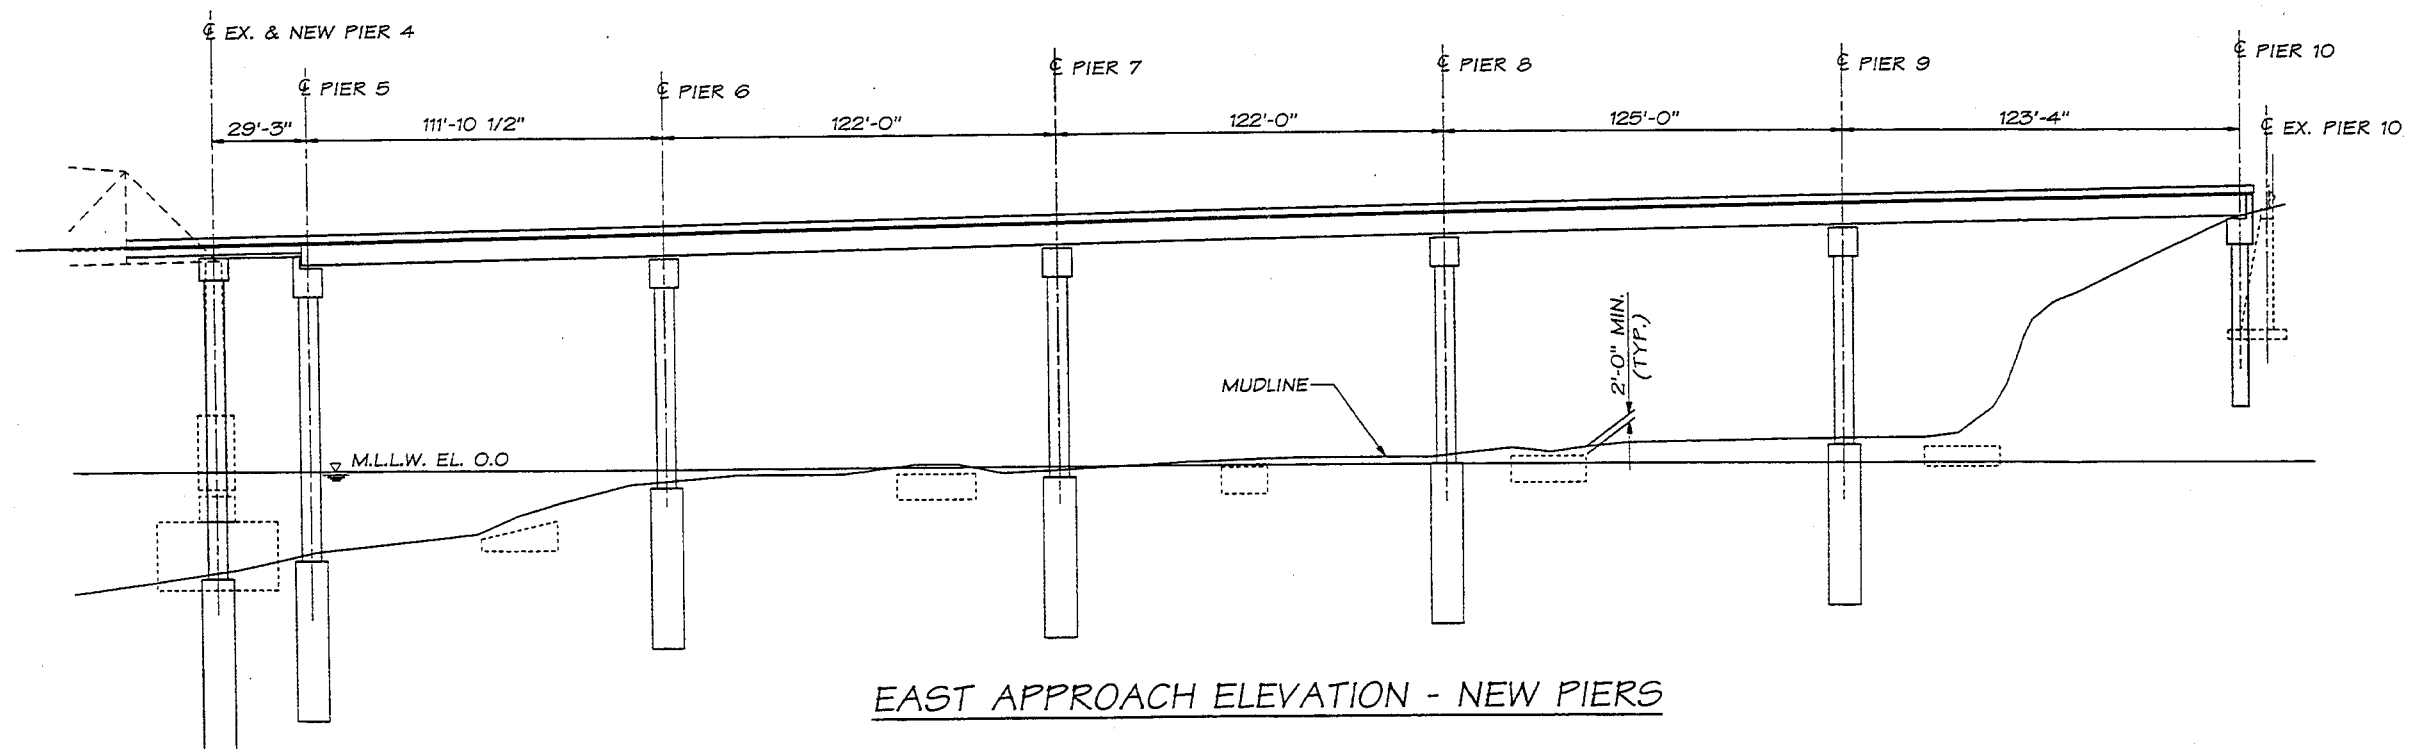 ℄ EX. & NEW PIER 4
℄ PIER 5
℄ PIER 6
℄ PIER 7
℄ PIER 8
℄ PIER 9
℄ PIER 10
℄ EX. PIER 10
29'-3"
111'-10 1/2"
122'-0"
122'-0"
125'-0"
123'-4"
2'-0" MIN.
(TYP.)
MUDLINE
M.L.L.W. EL. 0.0
EAST APPROACH ELEVATION - NEW PIERS